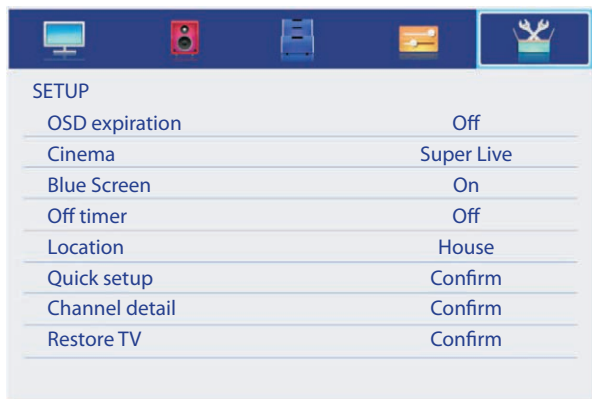 SETUP
OSD expiration Off
Cinema Super Live
Blue Screen On
Off timer Off
Location House
Quick setup Confirm
Channel detail Confirm
Restore TV Confirm